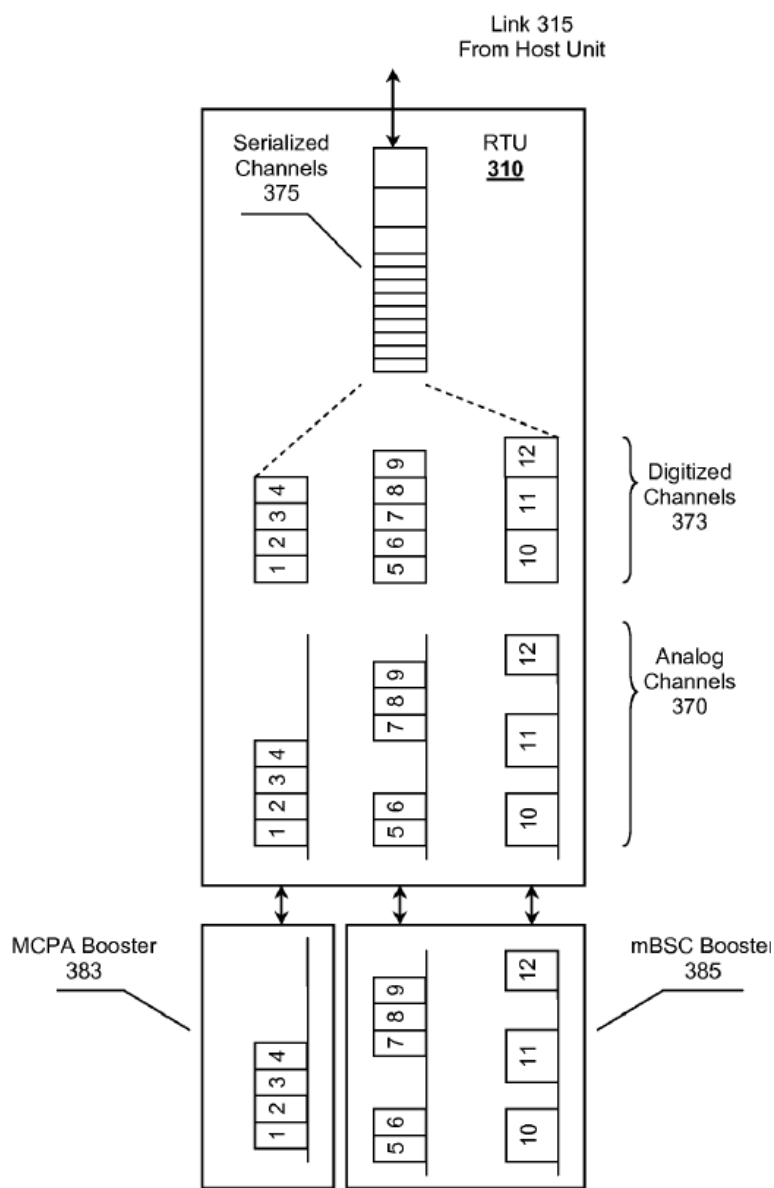 Link 315
From Host Unit
Serialized
Channels
375
RTU
310
1 2 3 4
5 6 7 8 9
10 11 12
Digitized
Channels
373
1 2 3 4
5 6 7 8 9
10 11 12
Analog
Channels
370
MCPA Booster
383
1 2 3 4
5 6 7 8 9
10 11 12
mBSC Booster
385